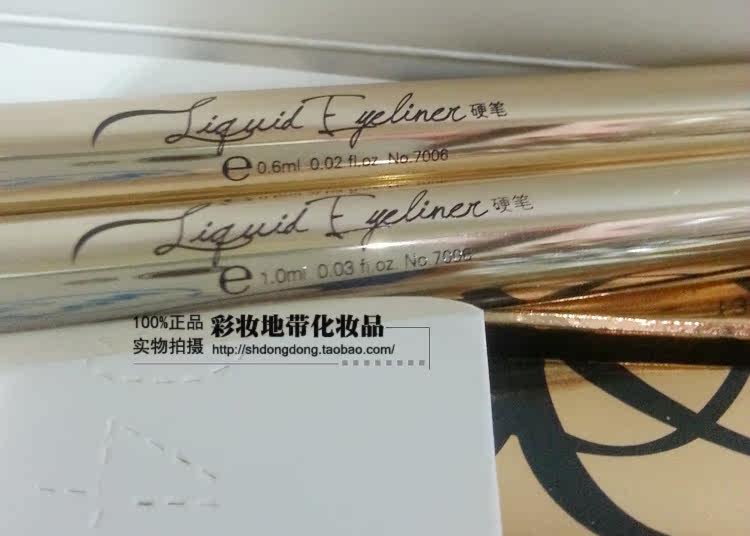 Liquid Eyeliner 硬笔
e 0.6ml 0.02 fl.oz. No.7006
Liquid Eyeliner 硬笔
e 1.0ml 0.03 fl.oz. No.7006
100%正品 彩妆地带化妆品
实物拍摄 http://shdongdong.taobao.com/